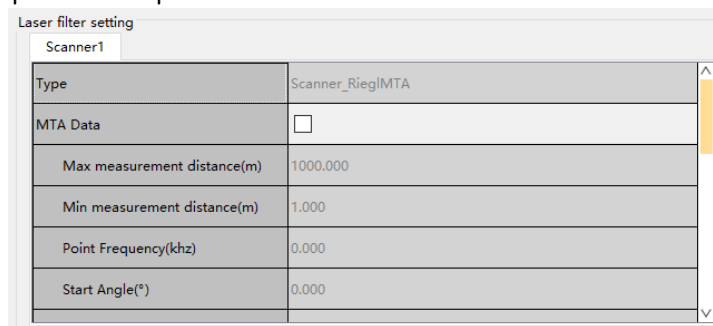 Laser filter setting
Scanner1
Type Scanner_RieglMTA
MTA Data
Max measurement distance(m) 1000.000
Min measurement distance(m) 1.000
Point Frequency(khz) 0.000
Start Angle(°) 0.000